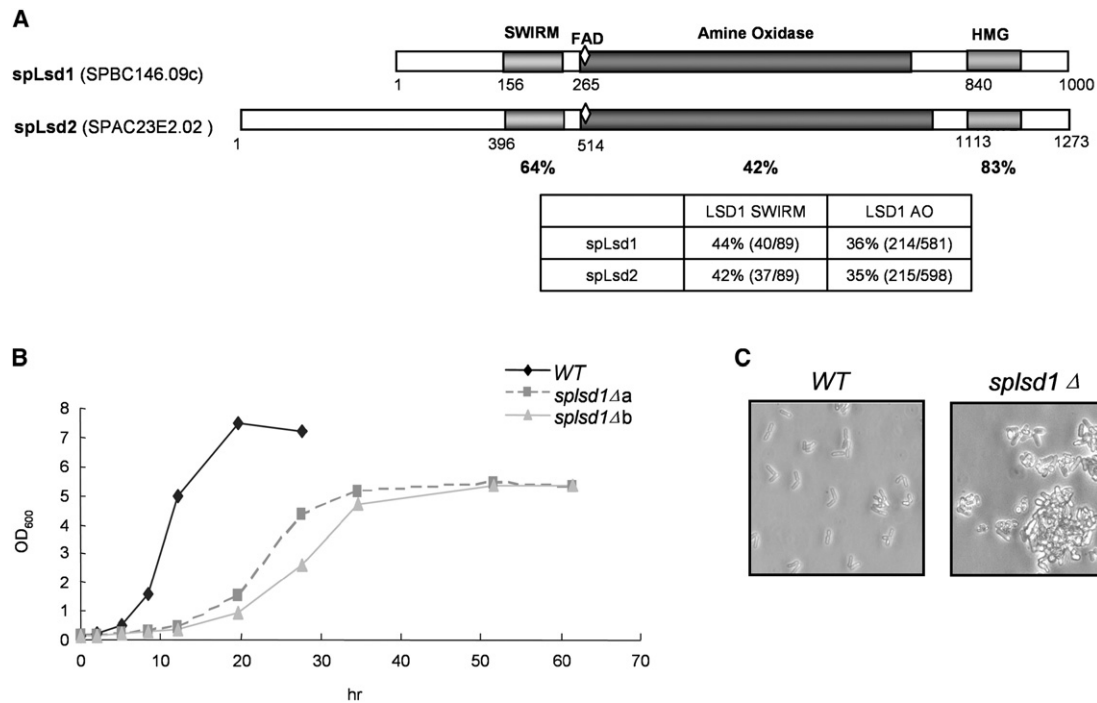 A
SWIRM FAD Amine Oxidase HMG
spLsd1 (SPBC146.09c)
1 156 265 840 1000
spLsd2 (SPAC23E2.02 )
1 396 514 1113 1273
64% 42% 83%
LSD1 SWIRM LSD1 AO
spLsd1 44% (40/89) 36% (214/581)
spLsd2 42% (37/89) 35% (215/598)
B
WT
splsd1Δa
splsd1Δb
8
7
6
5
4
3
2
1
0
OD600
0 10 20 30 40 50 60 70
hr
C
WT splsd1 Δ